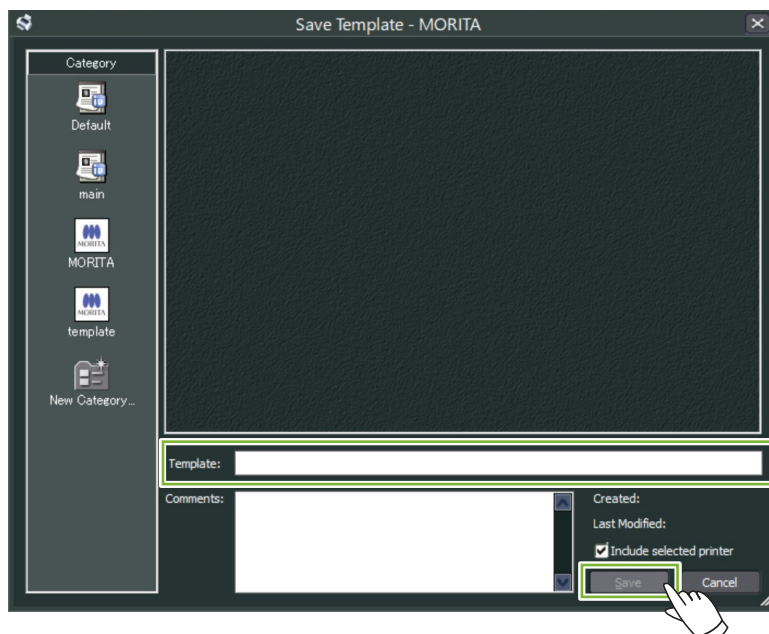 Save Template - MORITA
Category
Default
main
MORITA
MORITA
MORITA
template
New Category...
Template:
Comments:
Created:
Last Modified:
Include selected printer
Save
Cancel